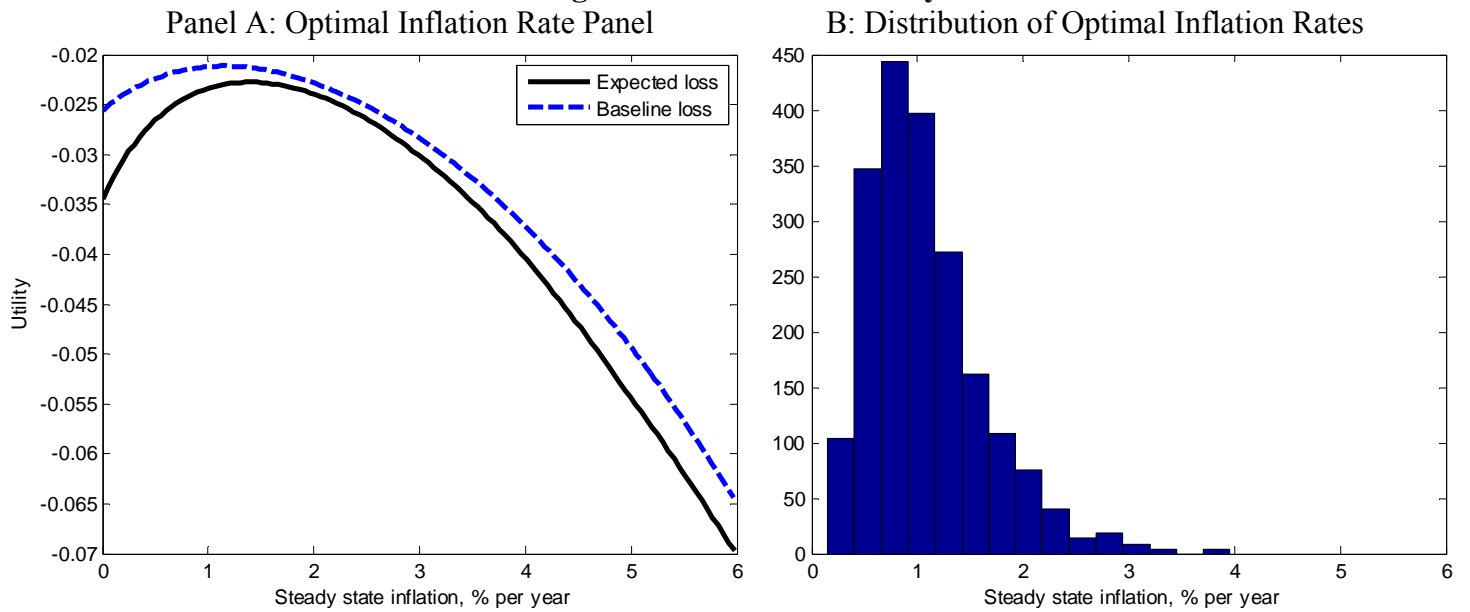 Panel A: Optimal Inflation Rate Panel
B: Distribution of Optimal Inflation Rates
-0.02
-0.025
-0.03
-0.035
-0.04
-0.045
-0.05
-0.055
-0.06
-0.065
-0.07
Utility
Expected loss
Baseline loss
0 1 2 3 4 5 6
Steady state inflation, % per year
450
400
350
300
250
200
150
100
50
0
0 1 2 3 4 5 6
Steady state inflation, % per year